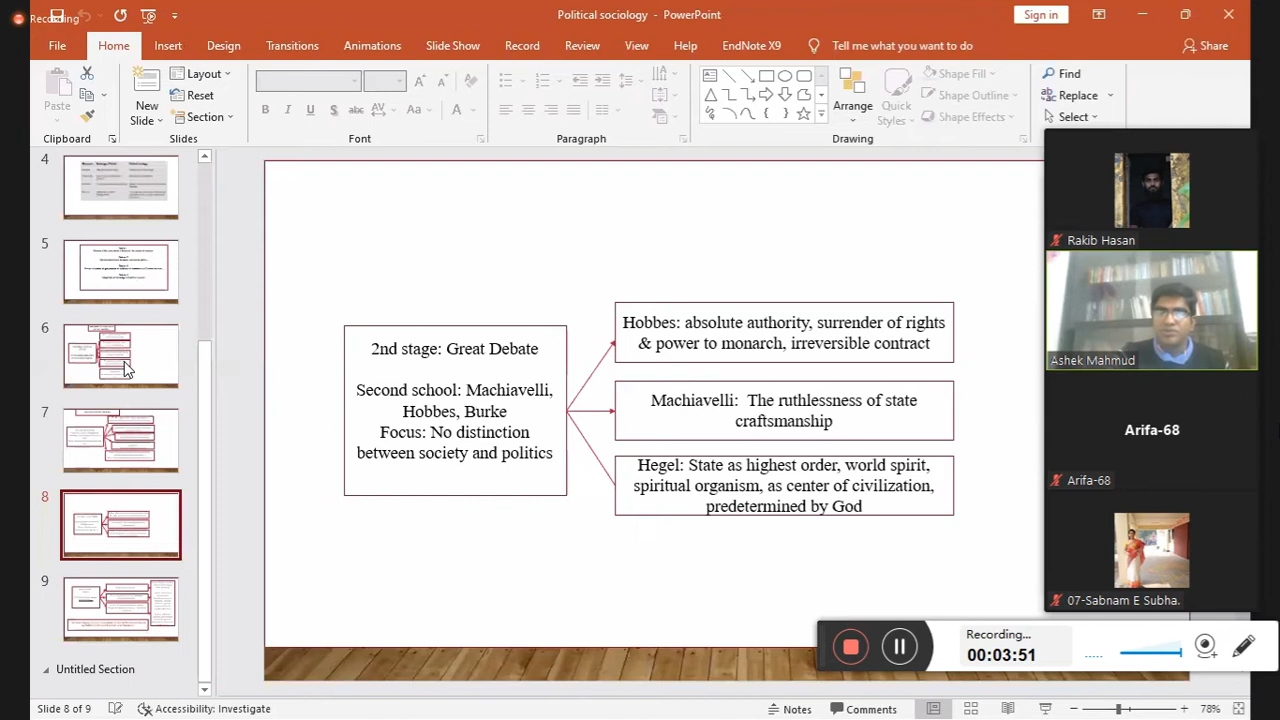 Recording
Political sociology - PowerPoint
Sign in
File Home Insert Design Transitions Animations Slide Show Record Review View Help EndNote X9 Tell me what you want to do Share
Paste
New Slide
Layout
Reset
Section
Clipboard
Slides
Font
Paragraph
Arrange
Quick Styles
Shape Fill
Shape Outline
Shape Effects
Drawing
Find
Replace
Select
4
5
6
7
8
9
Untitled Section
2nd stage: Great Debate
Second school: Machiavelli,
Hobbes, Burke
Focus: No distinction
between society and politics
Hobbes: absolute authority, surrender of rights
& power to monarch, irreversible contract
Machiavelli: The ruthlessness of state
craftsmanship
Hegel: State as highest order, world spirit,
spiritual organism, as center of civilization,
predetermined by God
Rakib Hasan
Ashek Mahmud
Arifa-68
Arifa-68
07-Sabnam E Subha.
Recording...
00:03:51
Slide 8 of 9
Accessibility: Investigate
Notes
Comments
78%